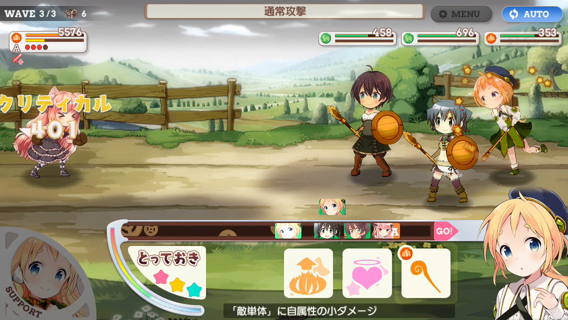 WAVE 3/3 6
通常攻撃
MENU
AUTO
5576
458
696
353
クリティカル
401
GO!
とっておき
SUPPORT
「敵単体」に自属性の小ダメージ